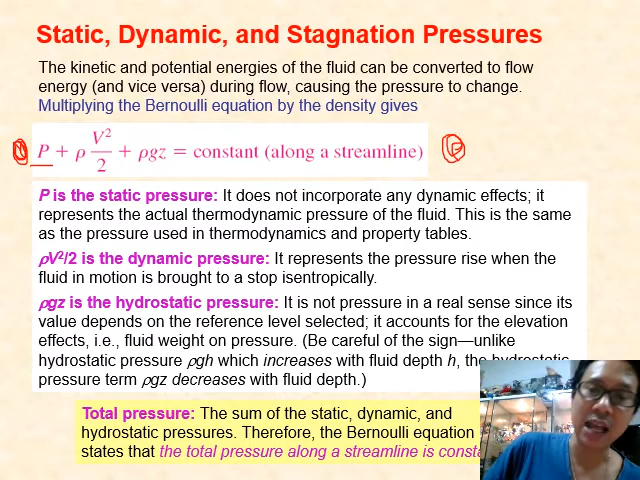 Static, Dynamic, and Stagnation Pressures
The kinetic and potential energies of the fluid can be converted to flow
energy (and vice versa) during flow, causing the pressure to change.
Multiplying the Bernoulli equation by the density gives
P + ρ V²/2 + ρgz = constant (along a streamline)
P is the static pressure: It does not incorporate any dynamic effects; it
represents the actual thermodynamic pressure of the fluid. This is the same
as the pressure used in thermodynamics and property tables.
ρV²/2 is the dynamic pressure: It represents the pressure rise when the
fluid in motion is brought to a stop isentropically.
ρgz is the hydrostatic pressure: It is not pressure in a real sense since its
value depends on the reference level selected; it accounts for the elevation
effects, i.e., fluid weight on pressure. (Be careful of the sign—unlike
hydrostatic pressure ρgh which increases with fluid depth h, the hydrostatic
pressure term ρgz decreases with fluid depth.)
Total pressure: The sum of the static, dynamic, and
hydrostatic pressures. Therefore, the Bernoulli equation
states that the total pressure along a streamline is